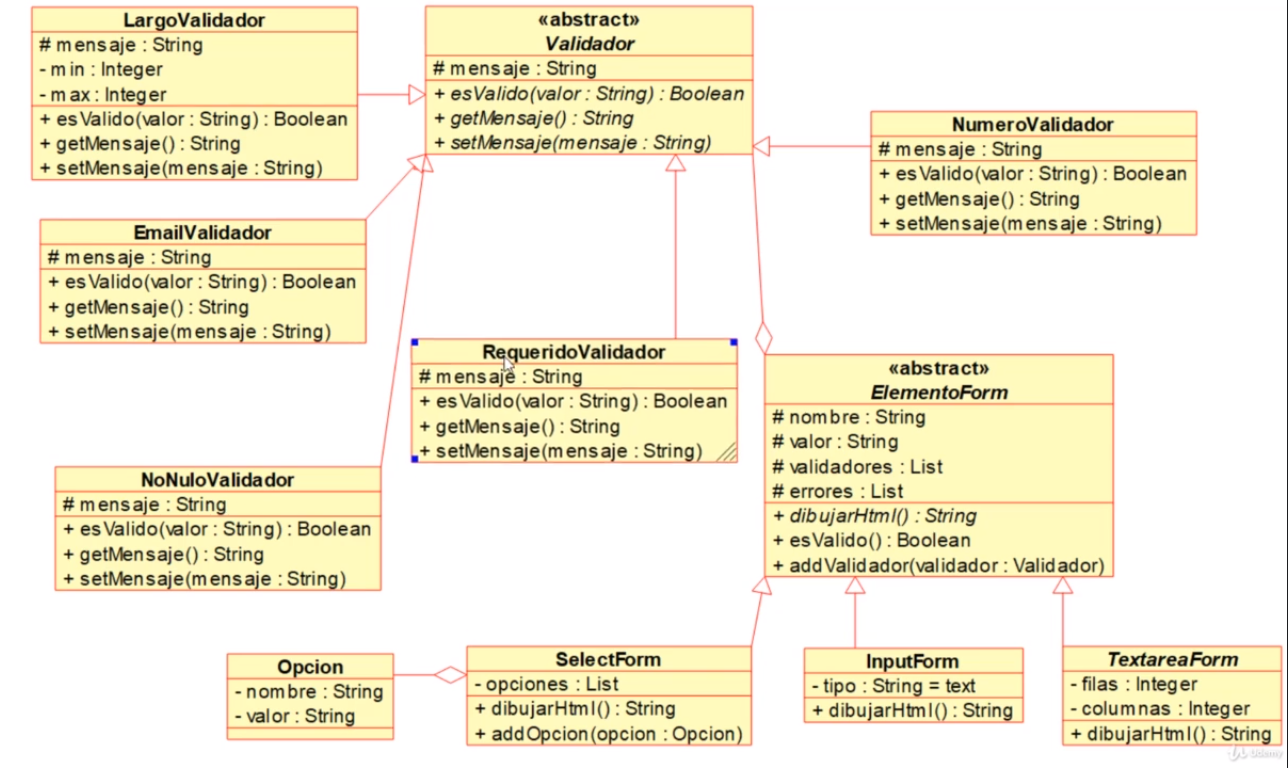 LargoValidador
# mensaje : String
- min : Integer
- max : Integer
+ esValido(valor : String) : Boolean
+ getMensaje() : String
+ setMensaje(mensaje : String)
«abstract»
Validador
# mensaje : String
+ esValido(valor : String) : Boolean
+ getMensaje() : String
+ setMensaje(mensaje : String)
NumeroValidador
# mensaje : String
+ esValido(valor : String) : Boolean
+ getMensaje() : String
+ setMensaje(mensaje : String)
EmailValidador
# mensaje : String
+ esValido(valor : String) : Boolean
+ getMensaje() : String
+ setMensaje(mensaje : String)
RequeridoValidador
# mensaje : String
+ esValido(valor : String) : Boolean
+ getMensaje() : String
+ setMensaje(mensaje : String)
«abstract»
ElementoForm
# nombre : String
# valor : String
# validadores : List
# errores : List
+ dibujarHtml() : String
+ esValido() : Boolean
+ addValidador(validador : Validador)
NoNuloValidador
# mensaje : String
+ esValido(valor : String) : Boolean
+ getMensaje() : String
+ setMensaje(mensaje : String)
Opcion
- nombre : String
- valor : String
SelectForm
- opciones : List
+ dibujarHtml() : String
+ addOpcion(opcion : Opcion)
InputForm
- tipo : String = text
+ dibujarHtml() : String
TextareaForm
- filas : Integer
- columnas : Integer
+ dibujarHtml() : String
Udemy